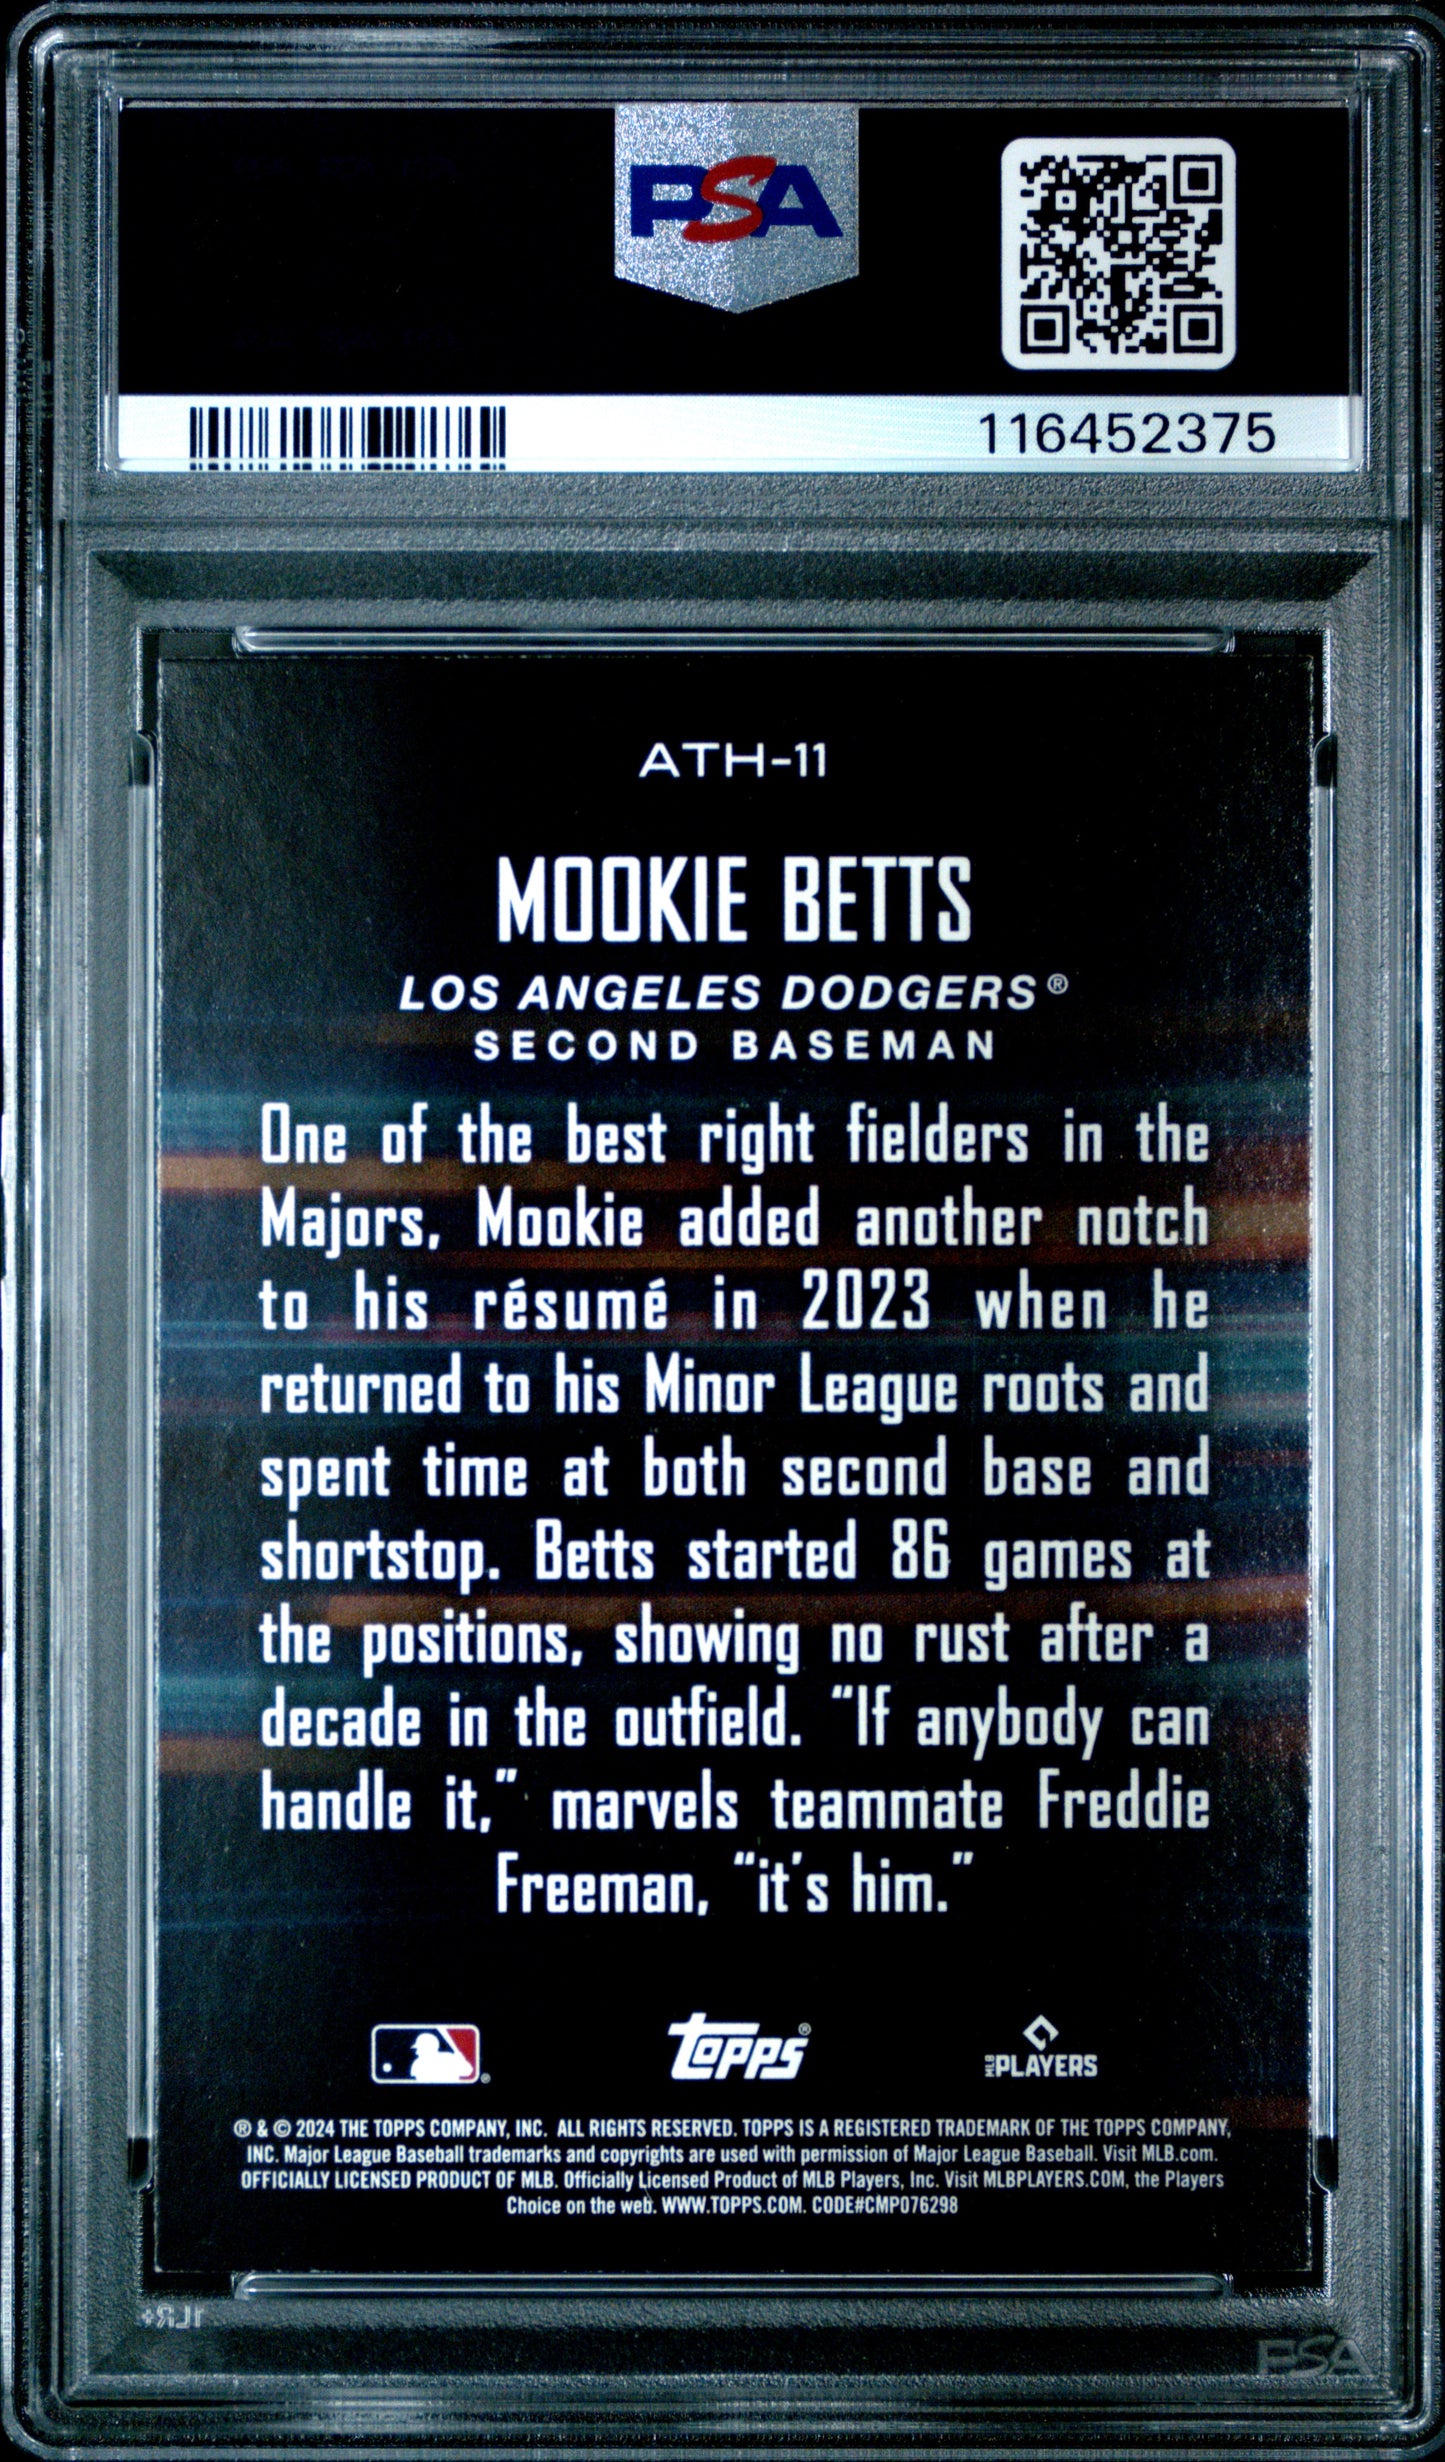 PSA
116452375
ATH-11
MOOKIE BETTS
LOS ANGELES DODGERS®
SECOND BASEMAN
One of the best right fielders in the
Majors, Mookie added another notch
to his résumé in 2023 when he
returned to his Minor League roots and
spent time at both second base and
shortstop. Betts started 86 games at
the positions, showing no rust after a
decade in the outfield. “If anybody can
handle it,” marvels teammate Freddie
Freeman, “it's him.”
topps®
MLB PLAYERS
® & © 2024 THE TOPPS COMPANY, INC. ALL RIGHTS RESERVED. TOPPS IS A REGISTERED TRADEMARK OF THE TOPPS COMPANY,
INC. Major League Baseball trademarks and copyrights are used with permission of Major League Baseball. Visit MLB.com.
OFFICIALLY LICENSED PRODUCT OF MLB. Officially Licensed Product of MLB Players, Inc. Visit MLBPLAYERS.COM, the Players
Choice on the web. WWW.TOPPS.COM. CODE#CMP076298
PSA